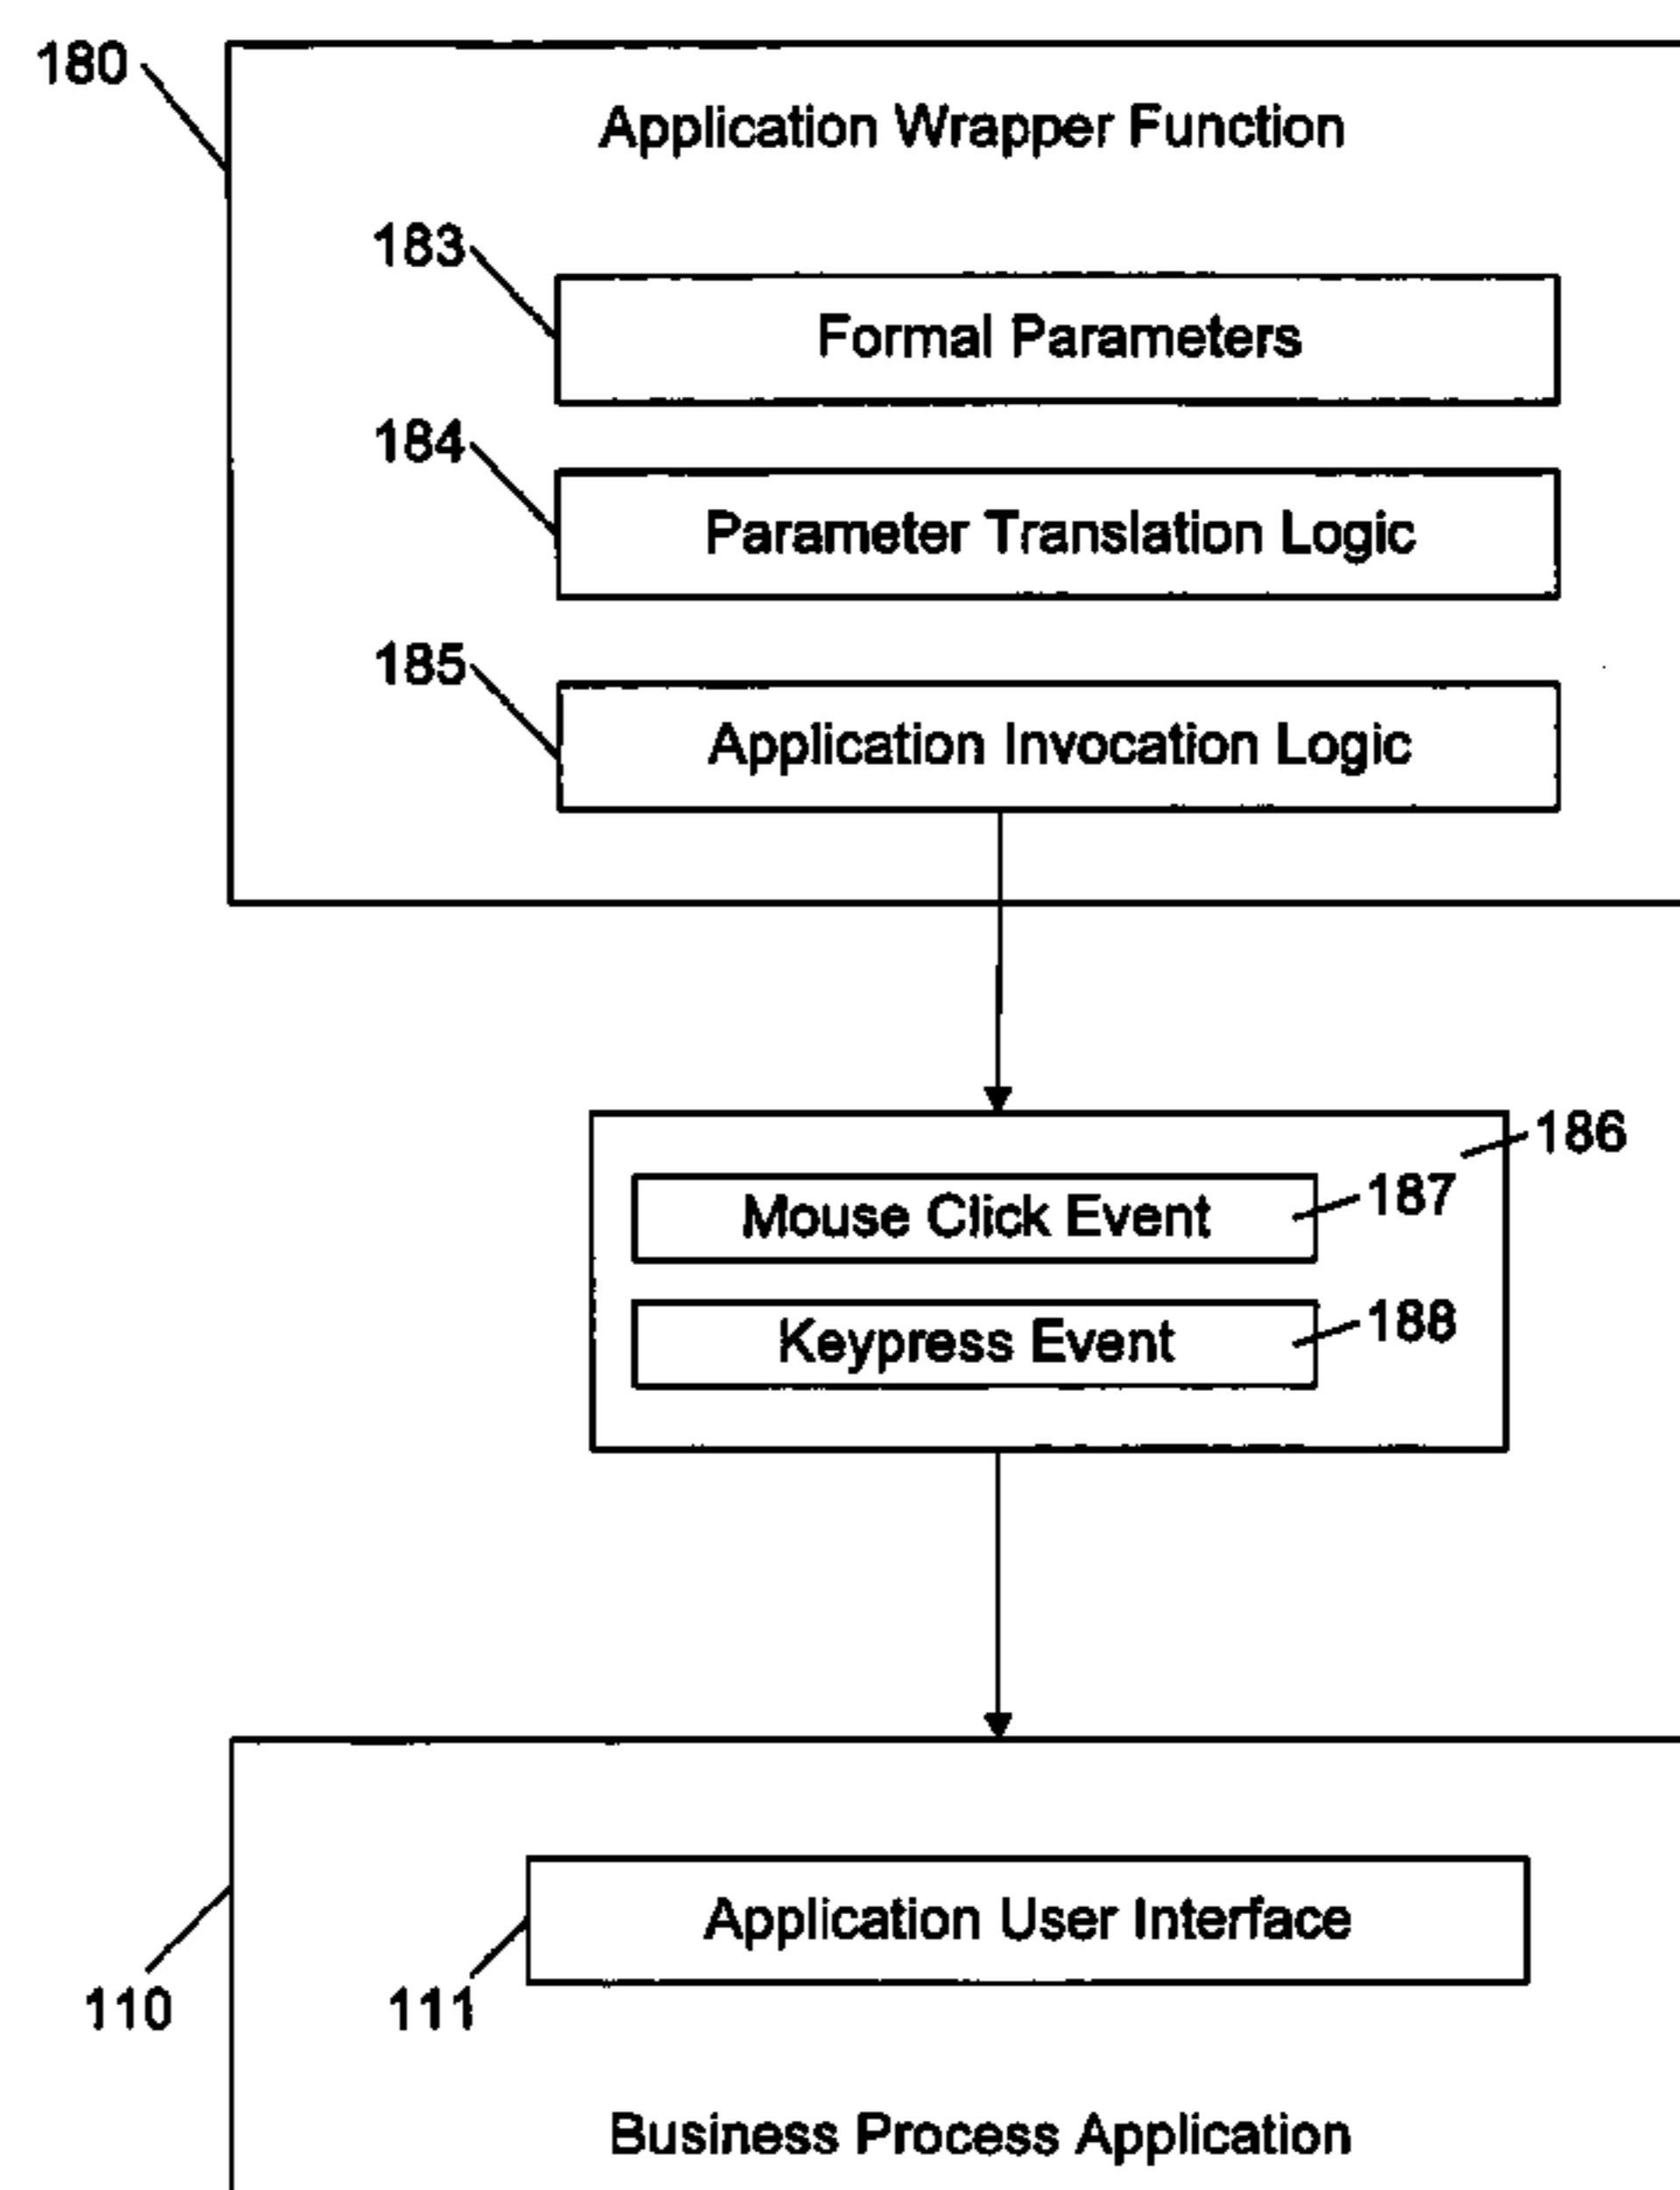 180
Application Wrapper Function
183
Formal Parameters
184
Parameter Translation Logic
185
Application Invocation Logic
186
Mouse Click Event
187
Keypress Event
188
Application User Interface
110
111
Business Process Application